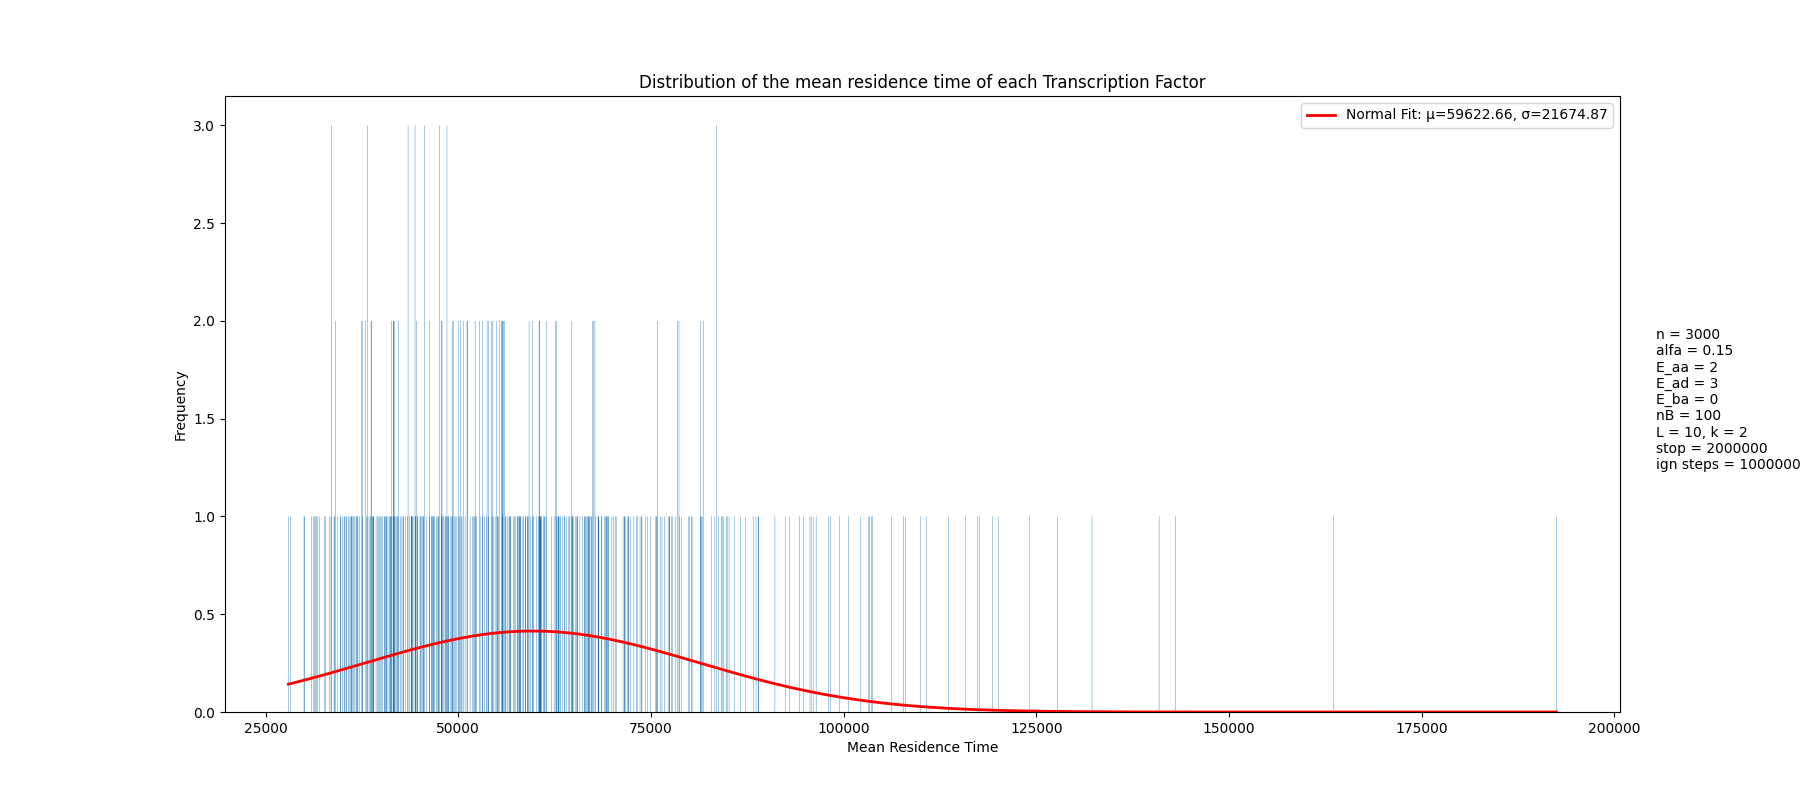 Distribution of the mean residence time of each Transcription Factor
Normal Fit: μ=59622.66, σ=21674.87
3.0
2.5
2.0
1.5
1.0
0.5
0.0
Frequency
25000 50000 75000 100000 125000 150000 175000 200000
Mean Residence Time
n = 3000
alfa = 0.15
E_aa = 2
E_ad = 3
E_ba = 0
nB = 100
L = 10, k = 2
stop = 2000000
ign steps = 1000000